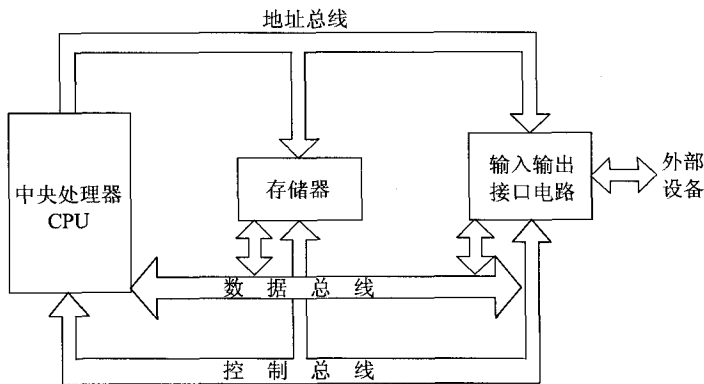 地址总线
中央处理器
CPU
存储器
输入输出
接口电路
外部
设备
数据总线
控制总线